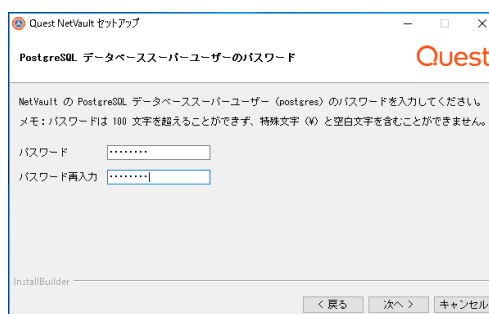 Quest NetVault セットアップ
PostgreSQL データベーススーパーユーザーのパスワード
Quest
NetVault の PostgreSQL データベーススーパーユーザー (postgres) のパスワードを入力してください。
メモ：パスワードは 100 文字を超えることができず、特殊文字 (¥) と空白文字を含むことができません。
パスワード
パスワード再入力
InstallBuilder
< 戻る 次へ > キャンセル